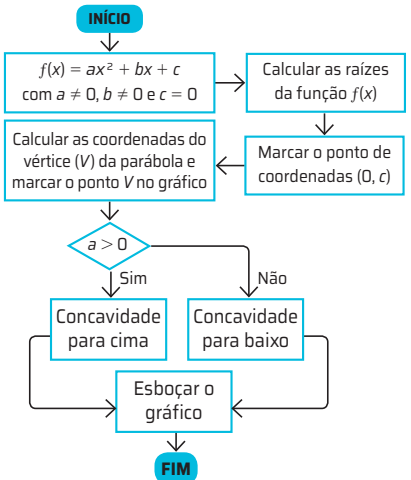 INÍCIO
f(x) = ax² + bx + c
com a ≠ 0, b ≠ 0 e c = 0
Calcular as raízes
da função f(x)
Marcar o ponto de
coordenadas (0, c)
Calcular as coordenadas do
vértice (V) da parábola e
marcar o ponto V no gráfico
a > 0
Sim
Não
Concavidade
para cima
Concavidade
para baixo
Esboçar o
gráfico
FIM